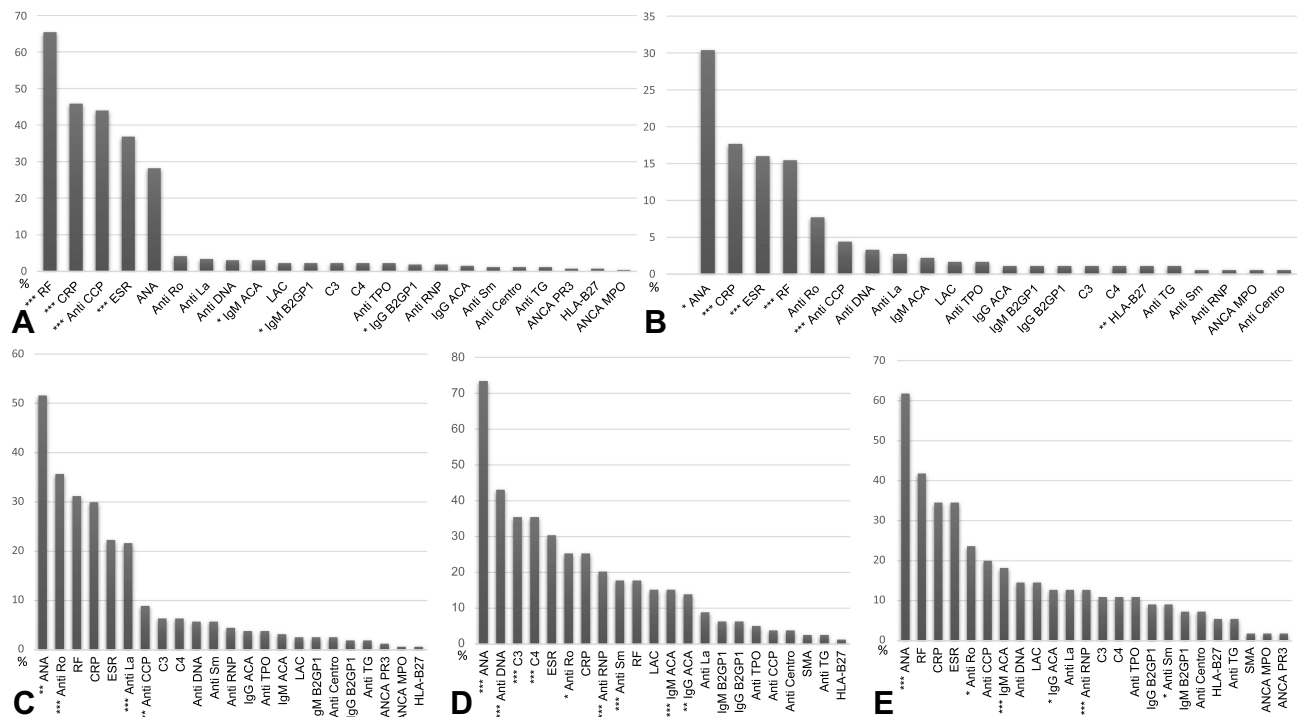 70
60
50
40
30
20
10
0
%
*** RF
*** CRP
*** Anti CCP
*** ESR
ANA
Anti Ro
Anti La
Anti DNA
* IgM ACA
LAC
* IgM B2GP1
C3
C4
Anti TPO
* IgG B2GP1
Anti RNP
IgG ACA
Anti Sm
Anti Centro
Anti TG
ANCA PR3
HLA-B27
ANCA MPO
A
35
30
25
20
15
10
5
0
%
* ANA
*** CRP
*** ESR
*** RF
Anti Ro
*** Anti CCP
Anti DNA
Anti La
IgM ACA
LAC
Anti TPO
IgG ACA
IgM B2GP1
IgG B2GP1
C3
C4
** HLA-B27
Anti TG
Anti Sm
Anti RNP
ANCA MPO
Anti Centro
B
60
50
40
30
20
10
0
%
** ANA
*** Anti Ro
RF
CRP
ESR
*** Anti La
** Anti CCP
C3
C4
Anti DNA
Anti Sm
Anti RNP
IgG ACA
Anti TPO
IgM ACA
LAC
IgM B2GP1
Anti Centro
IgG B2GP1
Anti TG
ANCA PR3
ANCA MPO
HLA-B27
C
80
70
60
50
40
30
20
10
0
%
*** ANA
*** Anti DNA
*** C3
*** C4
ESR
* Anti Ro
CRP
*** Anti RNP
*** Anti Sm
RF
LAC
*** IgM ACA
** IgG ACA
Anti La
IgM B2GP1
IgG B2GP1
Anti TPO
Anti CCP
Anti Centro
SMA
Anti TG
HLA-B27
D
70
60
50
40
30
20
10
0
%
*** ANA
RF
CRP
ESR
* Anti Ro
Anti CCP
*** IgM ACA
Anti DNA
LAC
* IgG ACA
Anti La
*** Anti RNP
C3
C4
Anti TPO
IgG B2GP1
* Anti Sm
IgM B2GP1
Anti Centro
HLA-B27
Anti TG
SMA
ANCA MPO
ANCA PR3
E